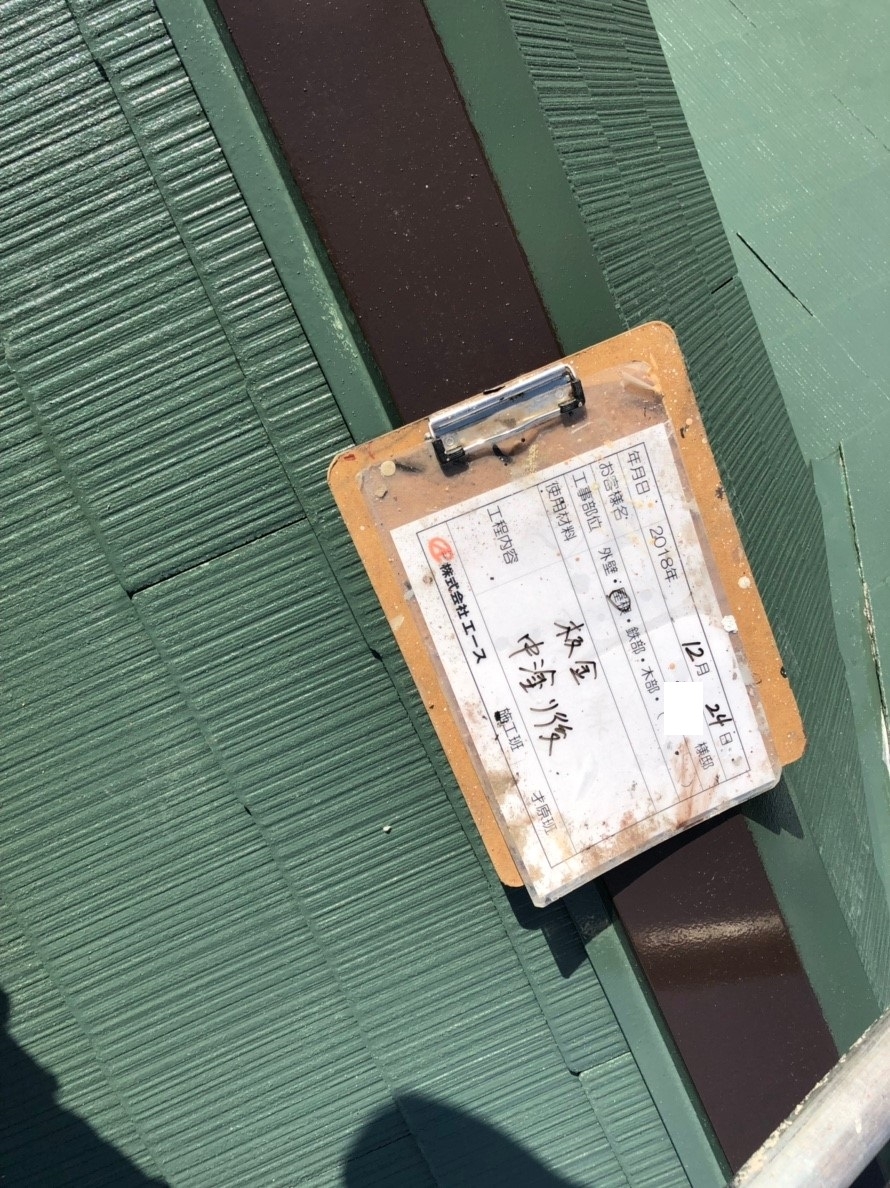 年月日 2018年 12月 24日
お客様名 様邸
工事部位 外壁・屋根・鉄部・木部・( )
使用材料
工程内容 板金
中塗り後
株式会社エース 施工班 才原班